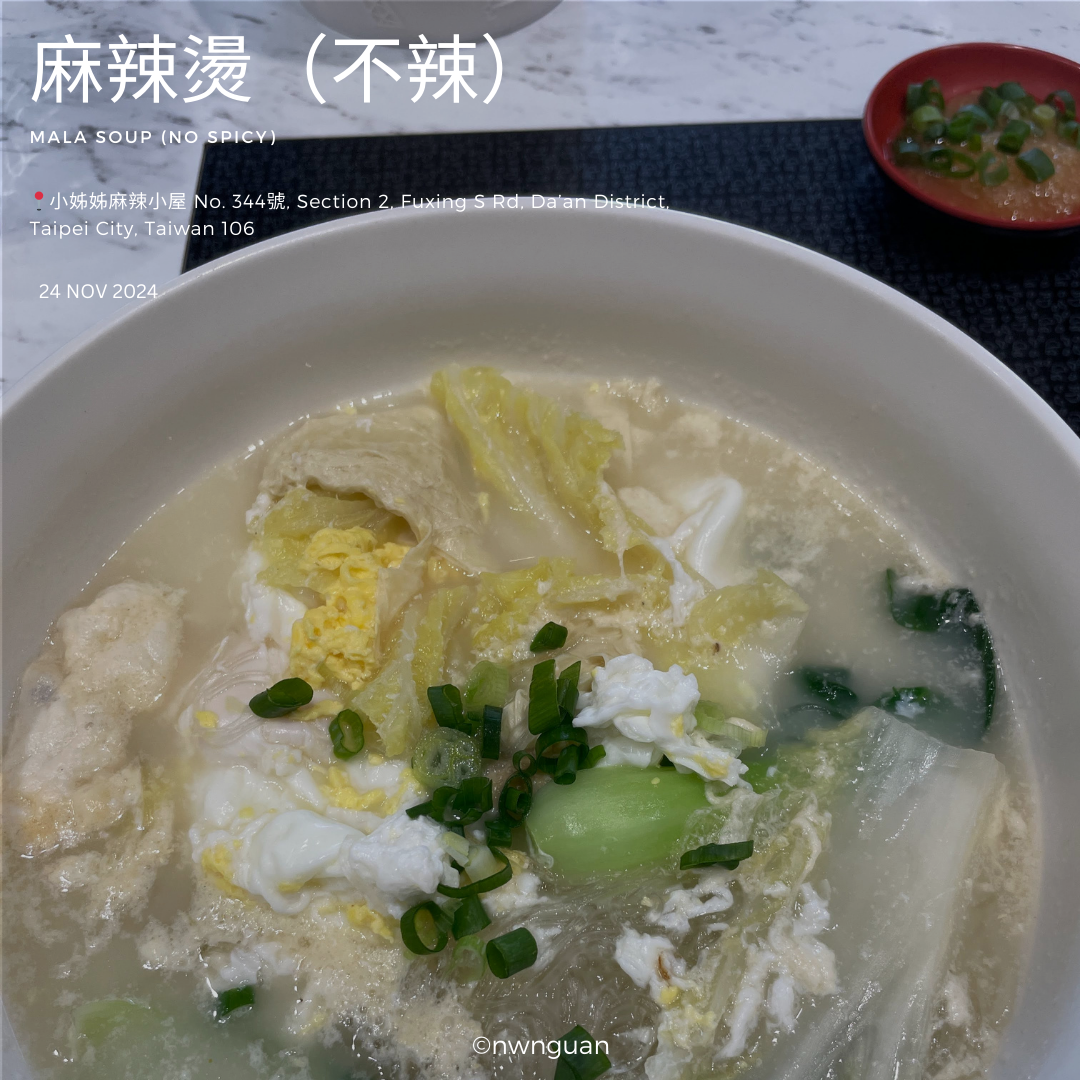 麻辣燙（不辣）
MALA SOUP (NO SPICY)
📍小姊姊麻辣小屋 No. 344號, Section 2, Fuxing S Rd, Da'an District,
Taipei City, Taiwan 106
24 NOV 2024
©nwnguan